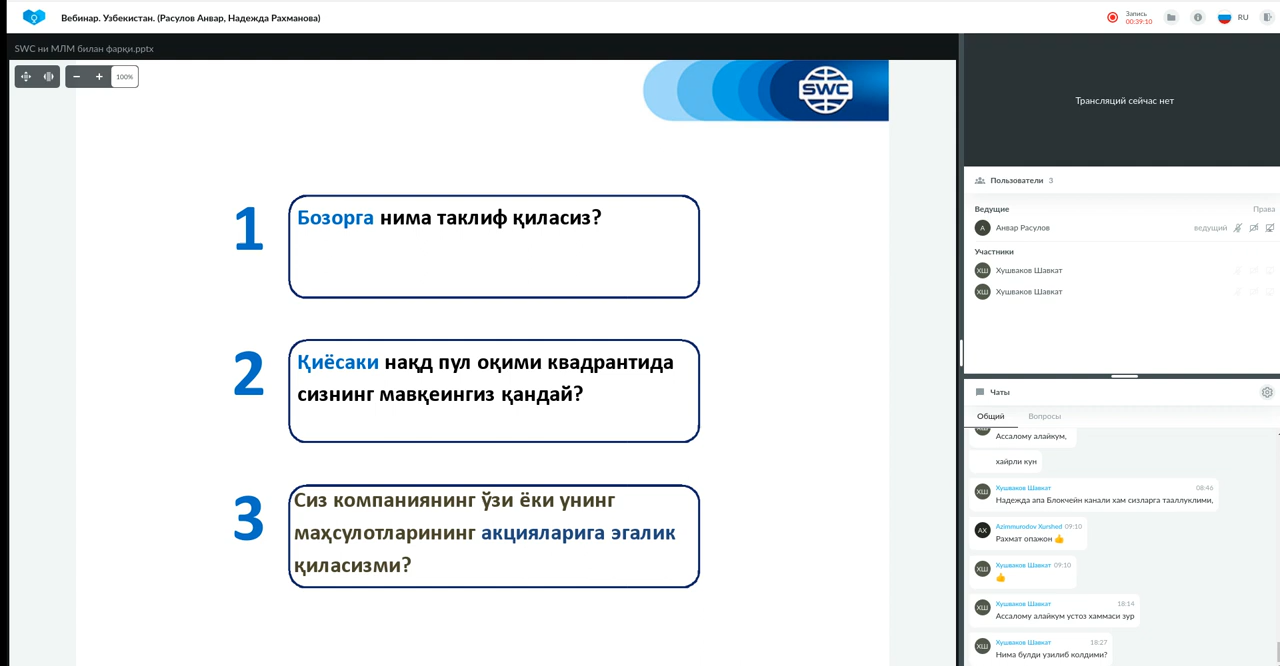 Вебинар. Узбекистан. (Расулов Анвар, Надежда Рахманова)
Запись
00:39:10
RU
SWC ни МЛМ билан фарқи.pptx
100%
SWC
1
Бозорга нима таклиф қиласиз?
2
Қиёсаки нақд пул оқими квадрантида
сизнинг мавқеингиз қандай?
3
Сиз компаниянинг ўзи ёки унинг
маҳсулотларининг акцияларига эгалик
қиласизми?
Трансляций сейчас нет
Пользователи 3
Ведущие Права
А Анвар Расулов ведущий
Участники
ХШ Хушваков Шавкат
ХШ Хушваков Шавкат
Чаты
Общий Вопросы
Ассалому алайкум,
хайрли кун
ХШ Хушваков Шавкат 08:46
Надежда апа Блокчейн канали хам сизларга тааллуклими,
AX Azimmurodov Xurshed 09:10
Рахмат опажон 👍
ХШ Хушваков Шавкат 09:10
👍
ХШ Хушваков Шавкат 18:14
Ассалому алайкум устоз хаммаси зур
ХШ Хушваков Шавкат 18:27
Нима булди узилиб колдими?